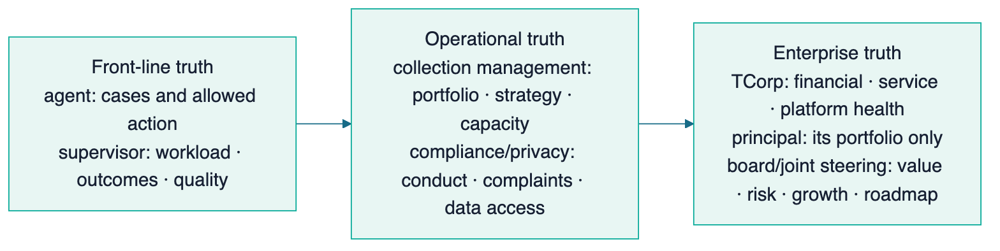 Front-line truth
agent: cases and allowed
action
supervisor: workload ·
outcomes · quality
Operational truth
collection management:
portfolio · strategy ·
capacity
compliance/privacy:
conduct · complaints ·
data access
Enterprise truth
TCorp: financial · service
· platform health
principal: its portfolio only
board/joint steering: value
· risk · growth · roadmap